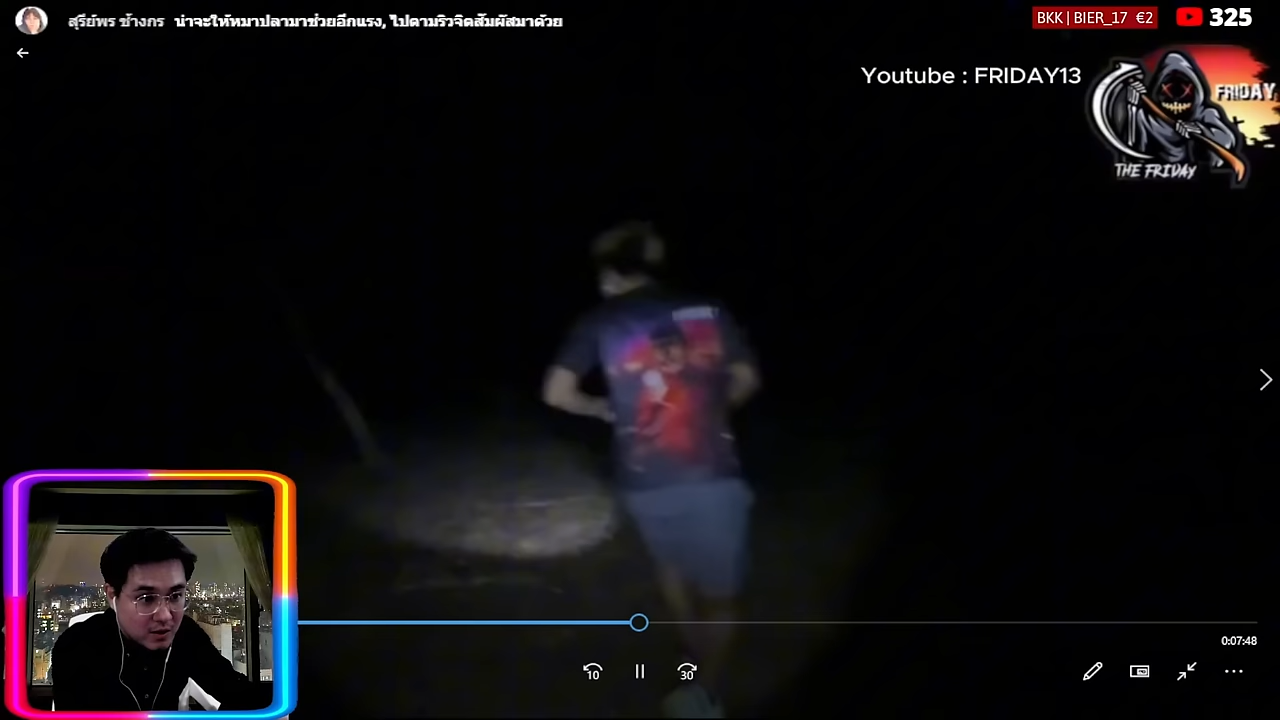 สุรีย์พร ช้างกร น่าจะให้หมาปลามาช่วยอีกแรง, ไปตามริวจิตสัมผัสมาด้วย
BKK | BIER_17 €2
325
Youtube : FRIDAY13
FRIDAY
THE FRIDAY
0:07:48
10
30